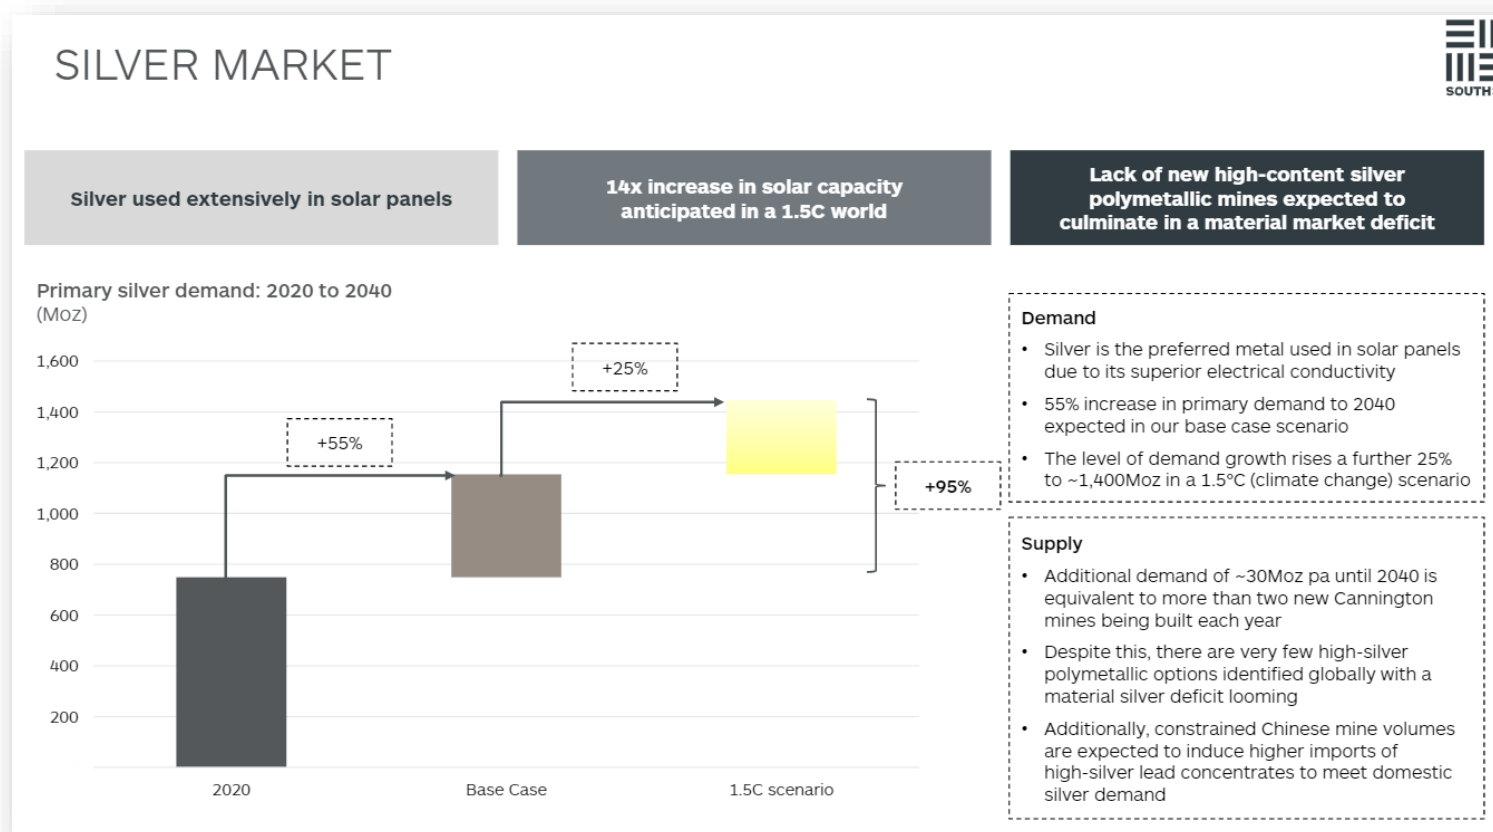 SILVER MARKET
SOUTH
Silver used extensively in solar panels
14x increase in solar capacity
anticipated in a 1.5C world
Lack of new high-content silver
polymetallic mines expected to
culminate in a material market deficit
Primary silver demand: 2020 to 2040
(Moz)
1,600
1,400
1,200
1,000
800
600
400
200
+55%
+25%
+95%
2020
Base Case
1.5C scenario
Demand
• Silver is the preferred metal used in solar panels
due to its superior electrical conductivity
• 55% increase in primary demand to 2040
expected in our base case scenario
• The level of demand growth rises a further 25%
to ~1,400Moz in a 1.5°C (climate change) scenario
Supply
• Additional demand of ~30Moz pa until 2040 is
equivalent to more than two new Cannington
mines being built each year
• Despite this, there are very few high-silver
polymetallic options identified globally with a
material silver deficit looming
• Additionally, constrained Chinese mine volumes
are expected to induce higher imports of
high-silver lead concentrates to meet domestic
silver demand